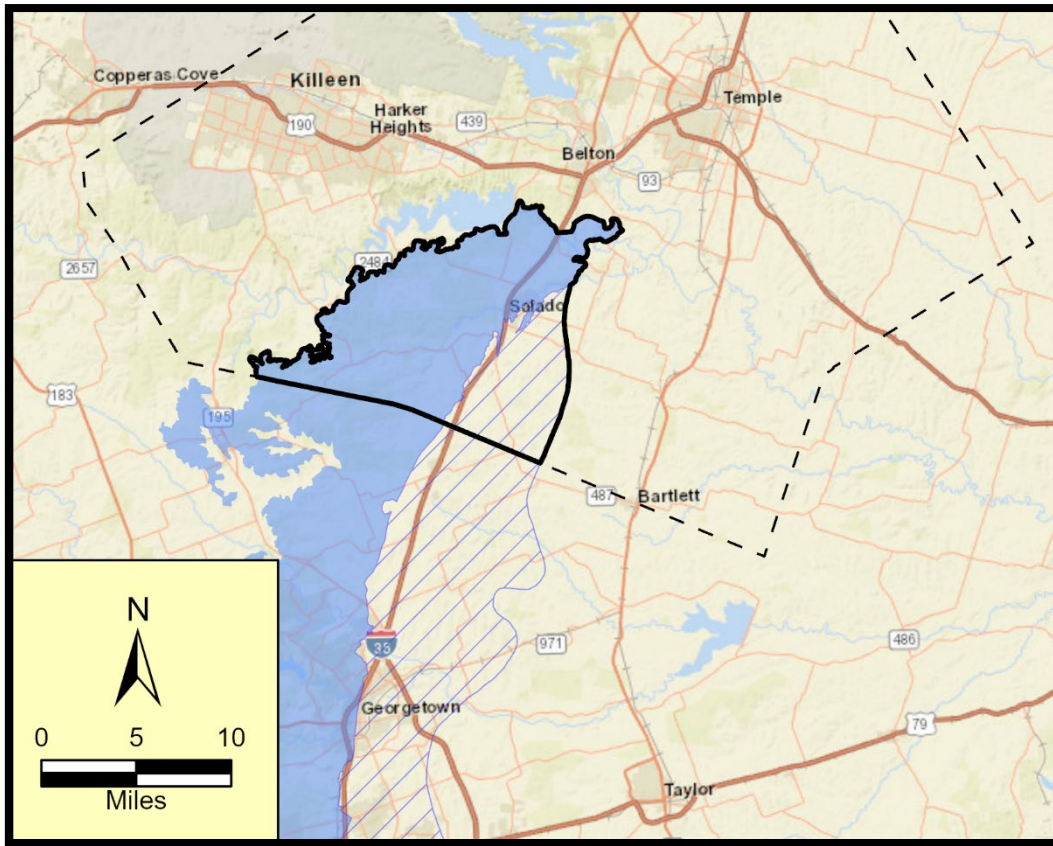 Copperas Cove
Killeen
Temple
Harker
Heights
190
439
Belton
93
2657
2484
Salado
183
195
487
Bartlett
N
35
971
486
Georgetown
79
0 5 10
Miles
Taylor